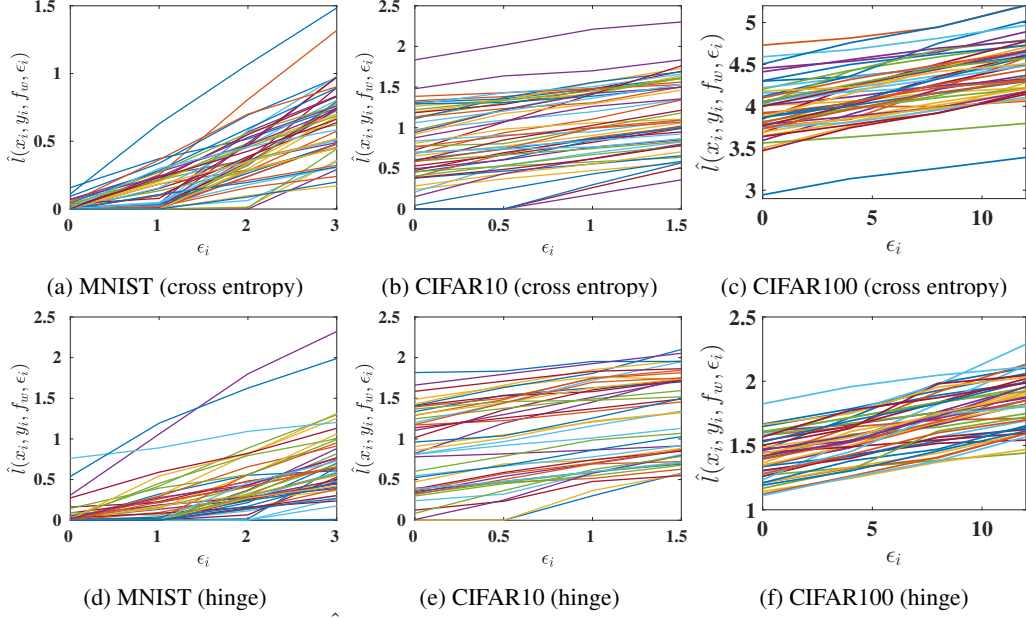 1.5
1
0.5
0
0 1 2 3
l̂(x_i, y_i, f_w, ϵ_i)
ϵ_i
(a) MNIST (cross entropy)
2.5
2
1.5
1
0.5
0
0 0.5 1 1.5
l̂(x_i, y_i, f_w, ϵ_i)
ϵ_i
(b) CIFAR10 (cross entropy)
5
4.5
4
3.5
3
0 5 10
l̂(x_i, y_i, f_w, ϵ_i)
ϵ_i
(c) CIFAR100 (cross entropy)
2.5
2
1.5
1
0.5
0
0 1 2 3
l̂(x_i, y_i, f_w, ϵ_i)
ϵ_i
(d) MNIST (hinge)
2.5
2
1.5
1
0.5
0
0 0.5 1 1.5
l̂(x_i, y_i, f_w, ϵ_i)
ϵ_i
(e) CIFAR10 (hinge)
2.5
2
1.5
1
0 5 10
l̂(x_i, y_i, f_w, ϵ_i)
ϵ_i
(f) CIFAR100 (hinge)